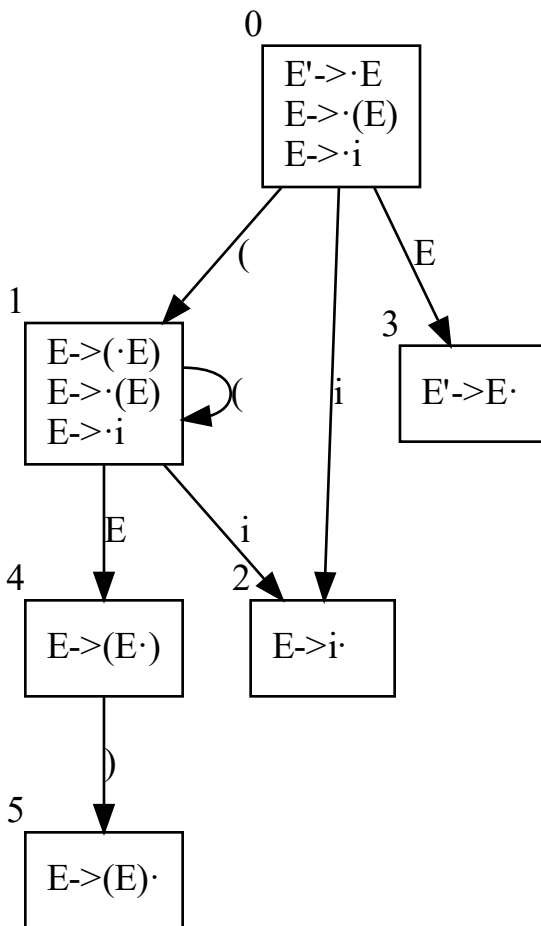 0
E'->·E
E->·(E)
E->·i
(
i
E
1
E->(·E)
E->·(E)
E->·i
(
3
E'->E·
E
i
4
E->(E·)
2
E->i·
)
5
E->(E)·